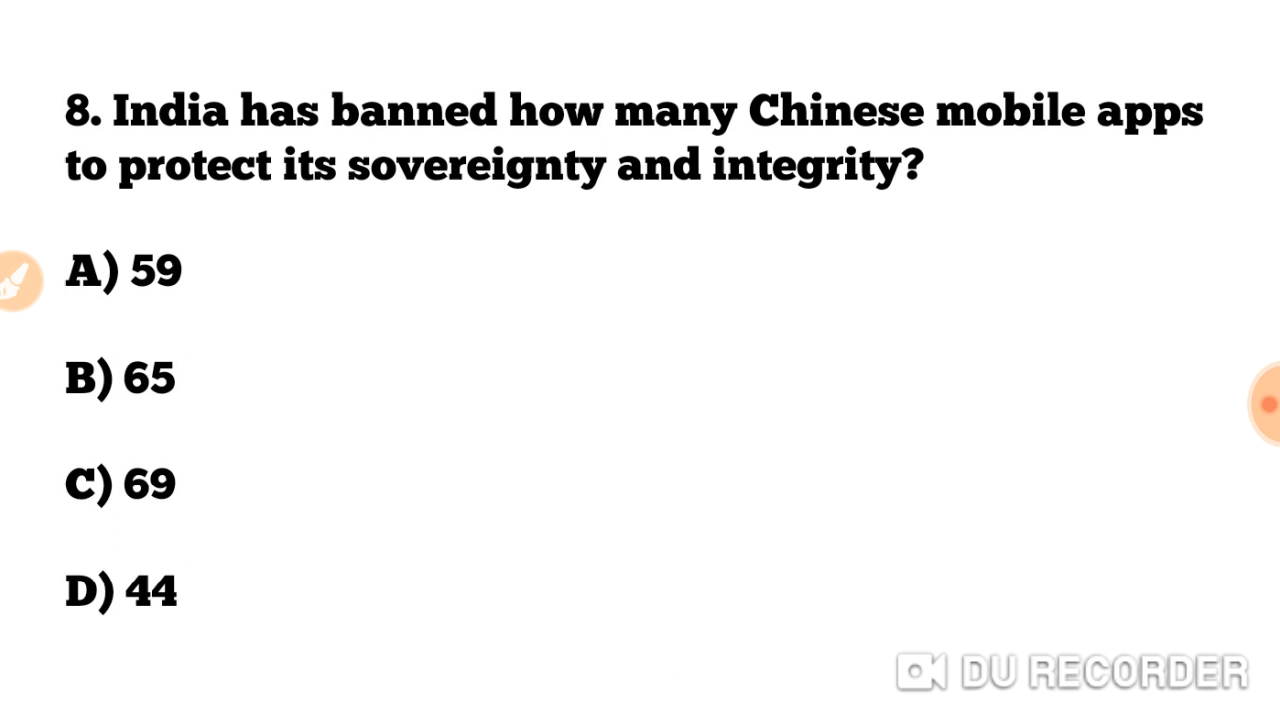 8. India has banned how many Chinese mobile apps
to protect its sovereignty and integrity?
A) 59
B) 65
C) 69
D) 44
DU RECORDER